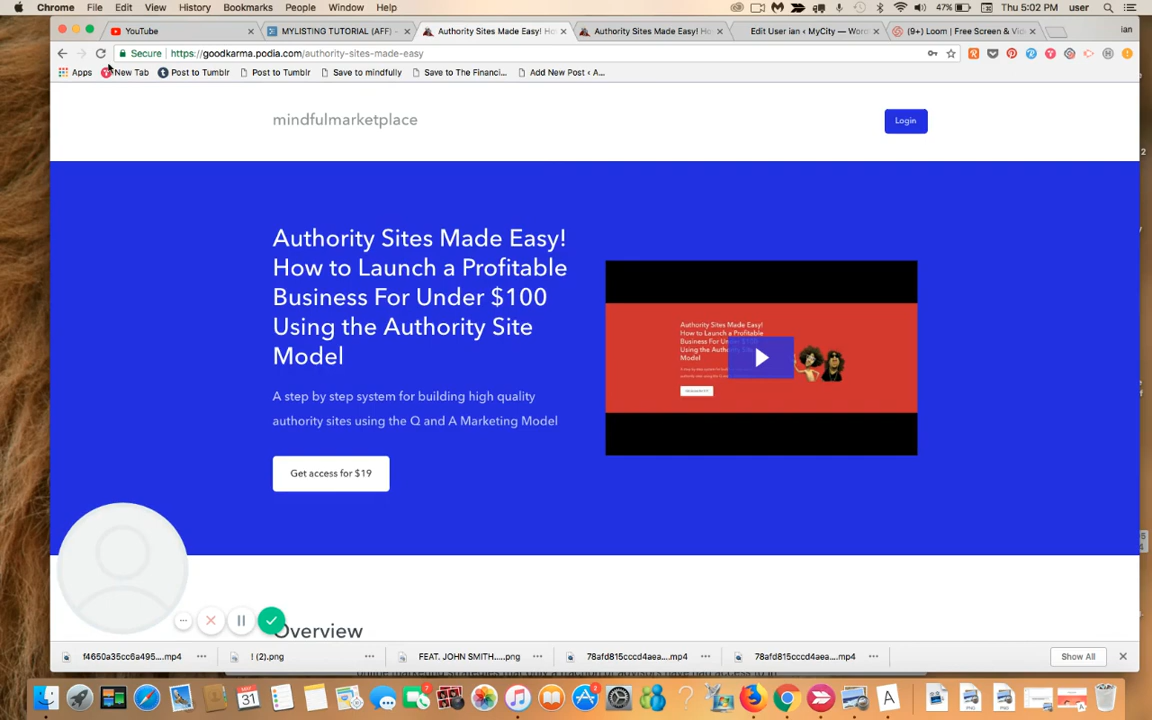 Chrome File Edit View History Bookmarks People Window Help 47% Thu 5:02 PM user
YouTube MYLISTING TUTORIAL (AFF) - Authority Sites Made Easy! Ho Authority Sites Made Easy! Ho Edit User ian ‹ MyCity — Wor (9+) Loom | Free Screen & Vid ian
Secure https://goodkarma.podia.com/authority-sites-made-easy
Apps New Tab Post to Tumblr Post to Tumblr Save to mindfully Save to The Financi... Add New Post ‹ A...
mindfulmarketplace
Login
Authority Sites Made Easy!
How to Launch a Profitable
Business For Under $100
Using the Authority Site
Model
A step by step system for building high quality
authority sites using the Q and A Marketing Model
Get access for $19
Authority Sites Made Easy!
How to Launch a Profitable
Business For Under $100
Using the Authority Site
Model
Overview
f4650a35cc6a495....mp4 ! (2).png FEAT. JOHN SMITH.....png 78afd815cccd4aea....mp4 78afd815cccd4aea....mp4 Show All